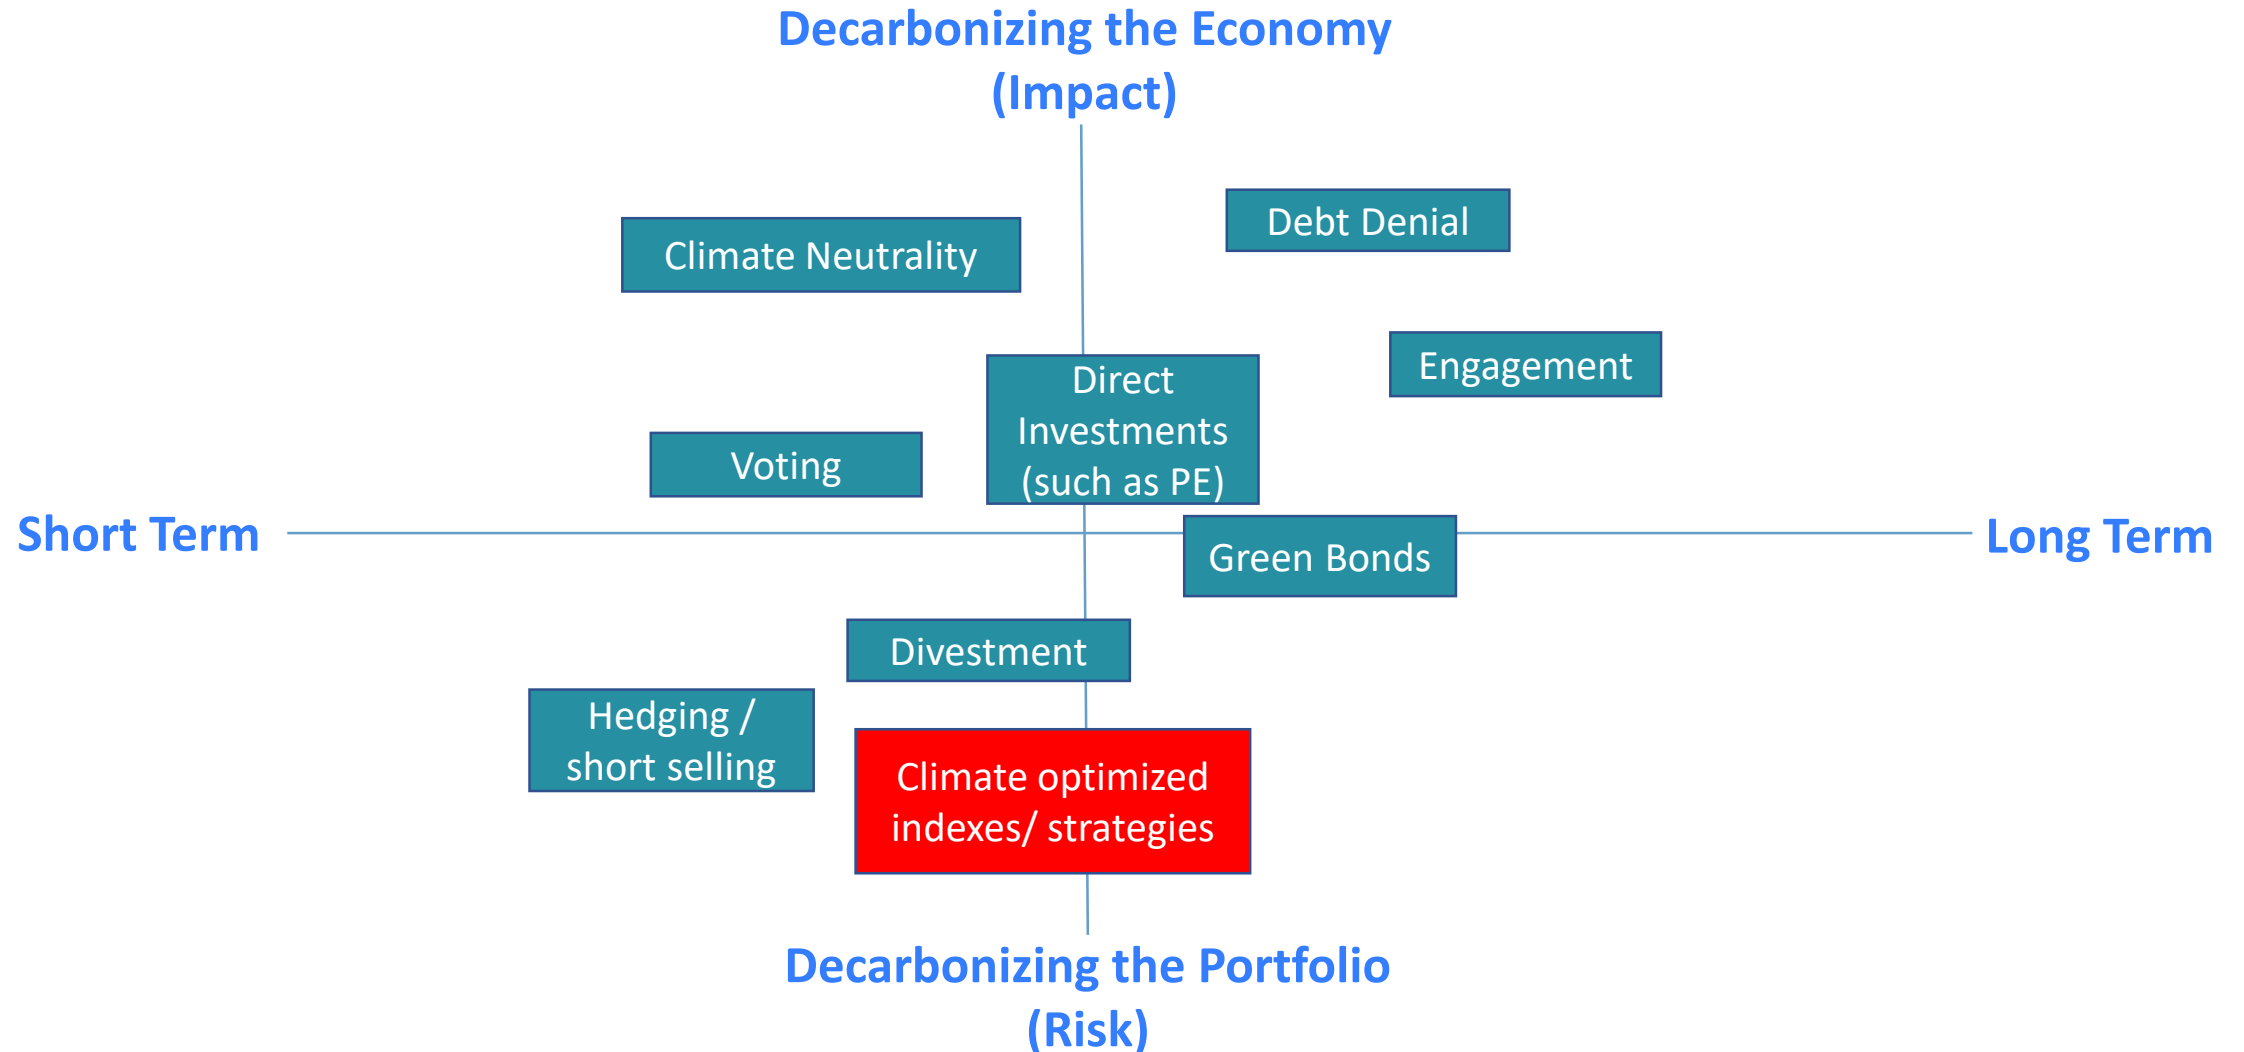 Decarbonizing the Economy
(Impact)
Debt Denial
Climate Neutrality
Engagement
Direct
Investments
(such as PE)
Voting
Short Term
Long Term
Green Bonds
Divestment
Hedging /
short selling
Climate optimized
indexes/ strategies
Decarbonizing the Portfolio
(Risk)